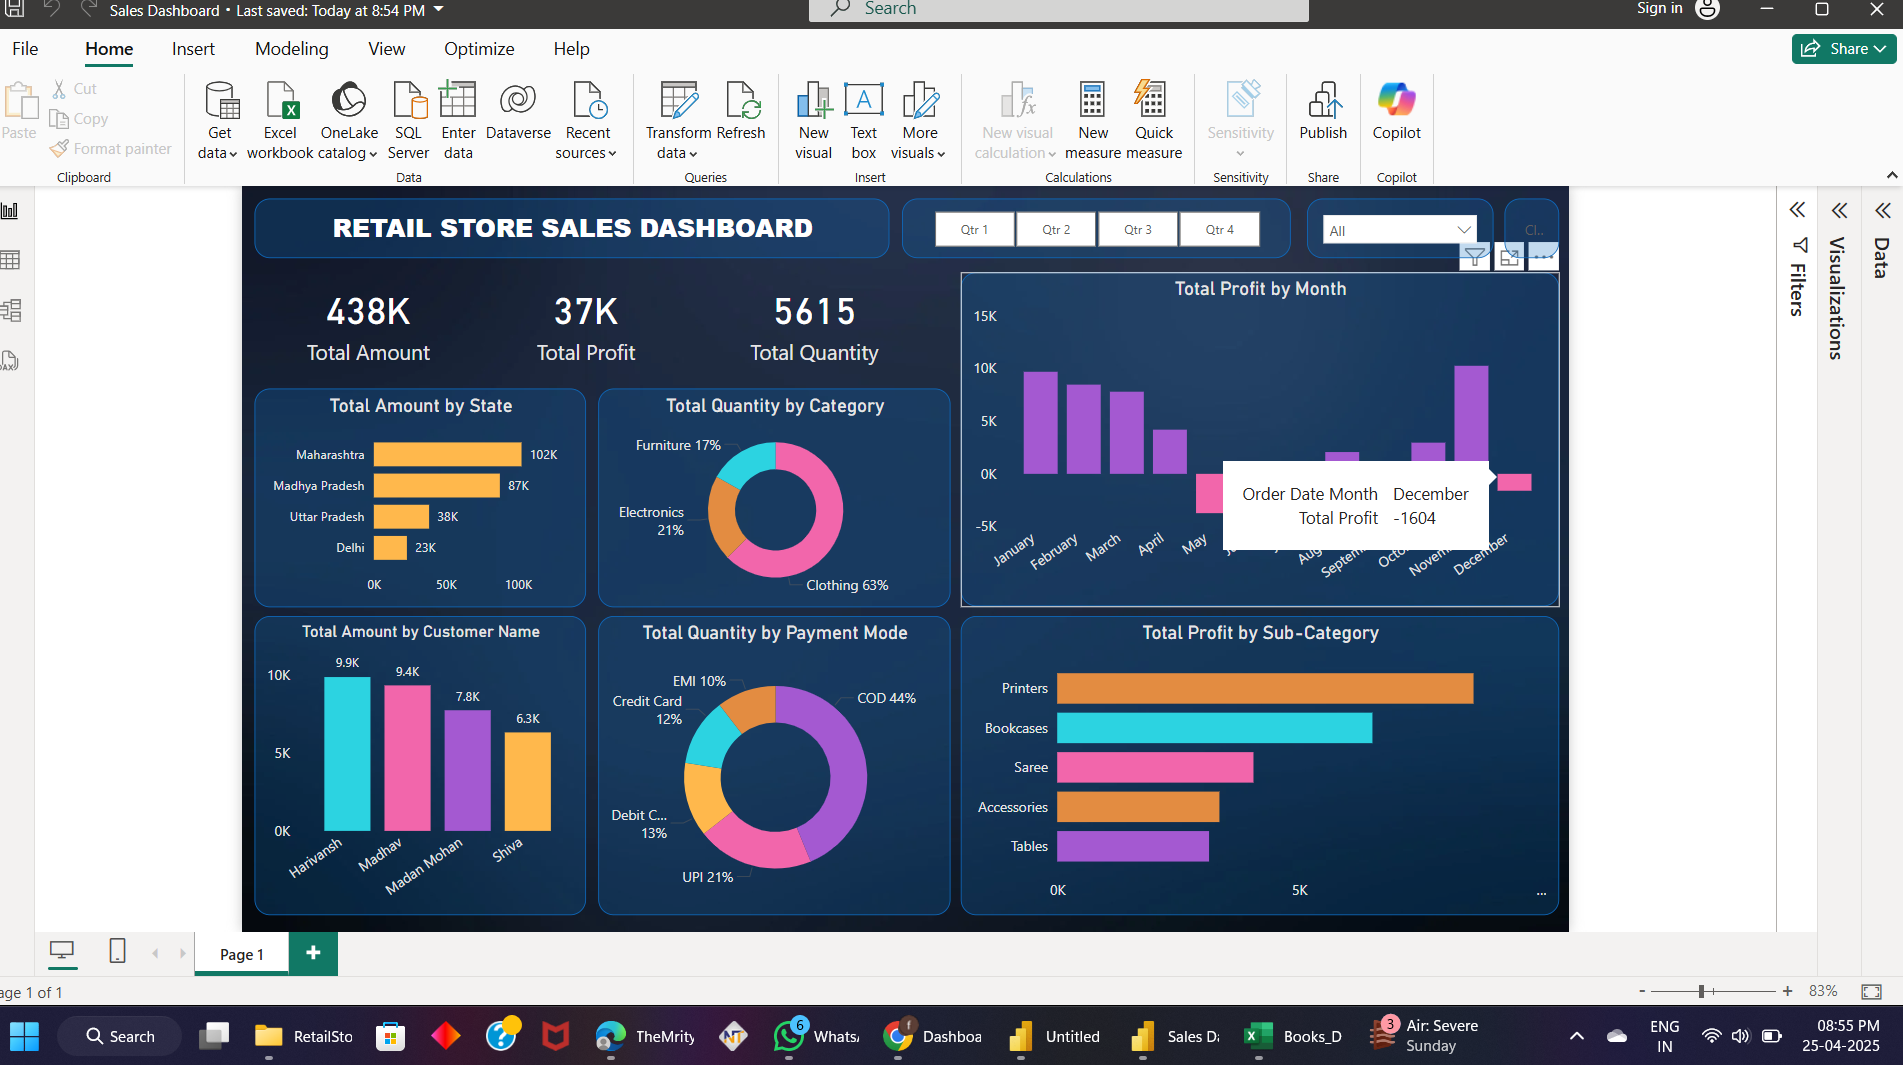 Sales Dashboard • Last saved: Today at 8:54 PM
Search
Sign in
File
Home
Insert
Modeling
View
Optimize
Help
Share
Paste
Cut
Copy
Format painter
Clipboard
Get data
Excel workbook
OneLake catalog
SQL Server
Enter data
Dataverse
Recent sources
Data
Transform data
Refresh
Queries
New visual
Text box
More visuals
Insert
New visual calculation
New measure
Quick measure
Calculations
Sensitivity
Sensitivity
Publish
Share
Copilot
Copilot
RETAIL STORE SALES DASHBOARD
Qtr 1
Qtr 2
Qtr 3
Qtr 4
All
Cl..
Filters
Visualizations
Data
438K
Total Amount
37K
Total Profit
5615
Total Quantity
Total Profit by Month
15K
10K
5K
0K
-5K
January
February
March
April
May
Aug
Septem
Octo
Novem
December
Order Date Month December
Total Profit -1604
Total Amount by State
Maharashtra 102K
Madhya Pradesh 87K
Uttar Pradesh 38K
Delhi 23K
0K 50K 100K
Total Quantity by Category
Furniture 17%
Electronics
21%
Clothing 63%
Total Amount by Customer Name
10K
5K
0K
9.9K
9.4K
7.8K
6.3K
Harivansh
Madhav
Madan Mohan
Shiva
Total Quantity by Payment Mode
EMI 10%
Credit Card
12%
COD 44%
Debit C...
13%
UPI 21%
Total Profit by Sub-Category
Printers
Bookcases
Saree
Accessories
Tables
0K 5K ...
Page 1
age 1 of 1
- + 83%
Search
RetailSto
TheMrity
NT
6
Whats
Dashboa
Untitled
Sales Da
Books_D
3
Air: Severe
Sunday
ENG
IN
08:55 PM
25-04-2025